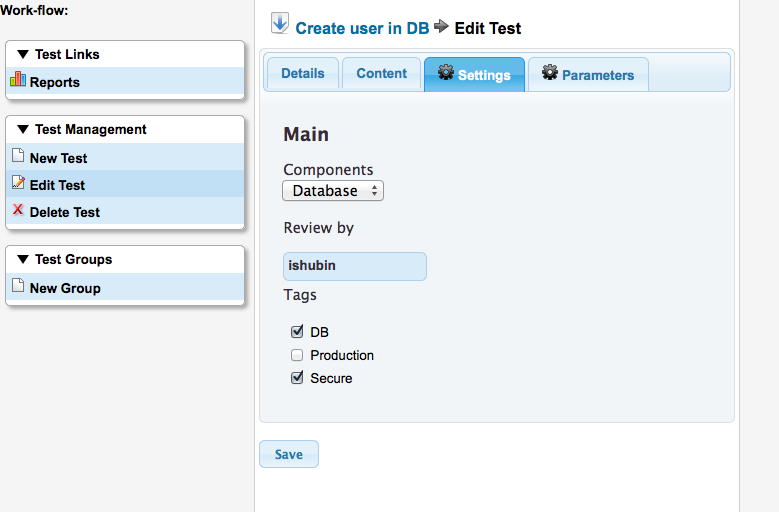 Work-flow:
Test Links
Reports
Test Management
New Test
Edit Test
Delete Test
Test Groups
New Group
Create user in DB Edit Test
Details Content Settings Parameters
Main
Components
Database
Review by
ishubin
Tags
DB
Production
Secure
Save